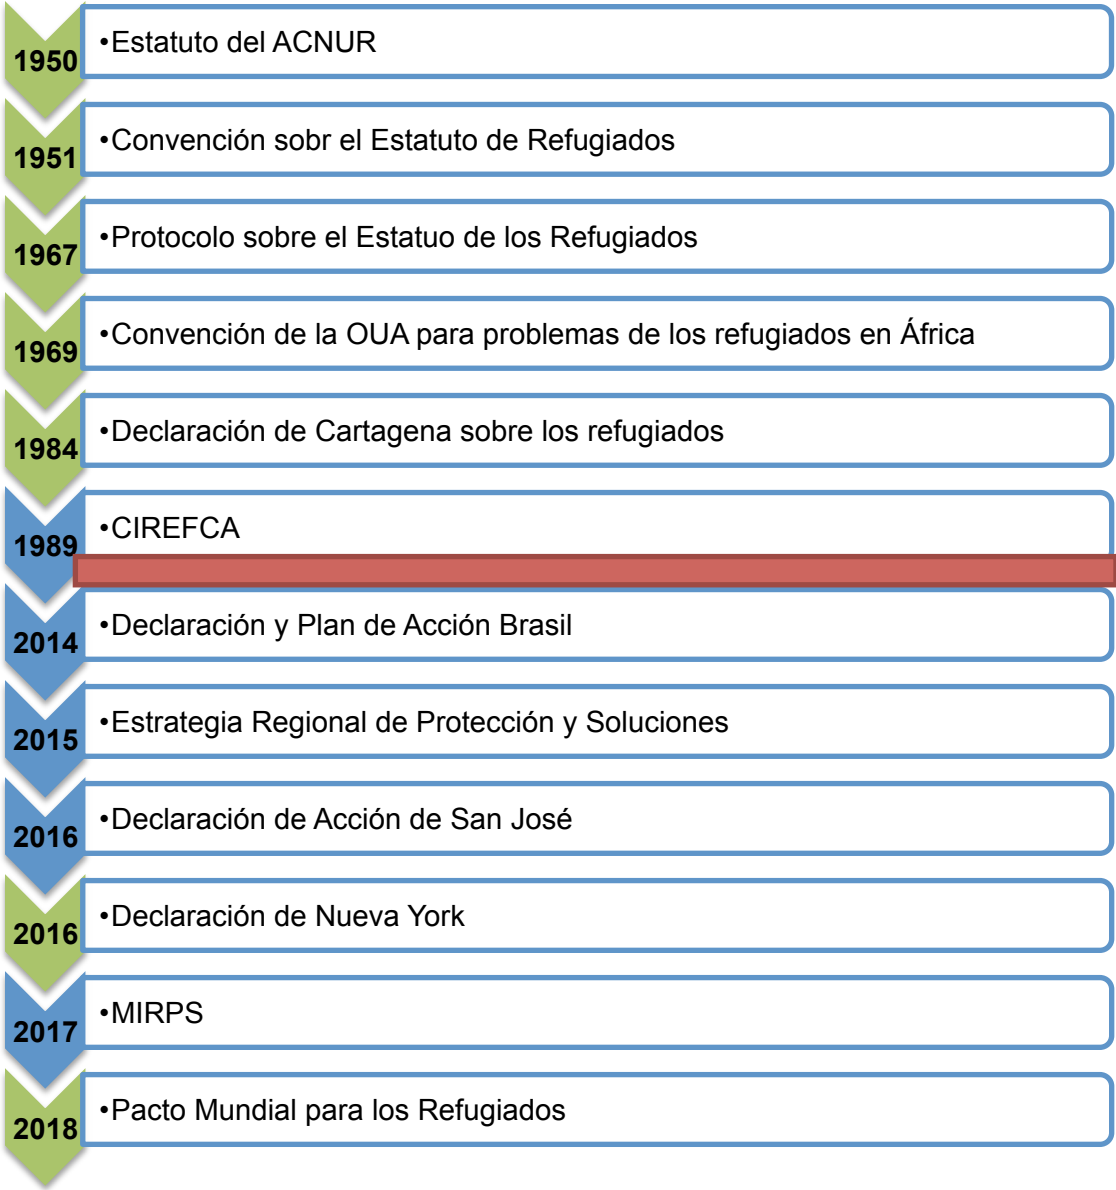 1950
•Estatuto del ACNUR
1951
•Convención sobr el Estatuto de Refugiados
1967
•Protocolo sobre el Estatuo de los Refugiados
1969
•Convención de la OUA para problemas de los refugiados en África
1984
•Declaración de Cartagena sobre los refugiados
1989
•CIREFCA
2014
•Declaración y Plan de Acción Brasil
2015
•Estrategia Regional de Protección y Soluciones
2016
•Declaración de Acción de San José
2016
•Declaración de Nueva York
2017
•MIRPS
2018
•Pacto Mundial para los Refugiados